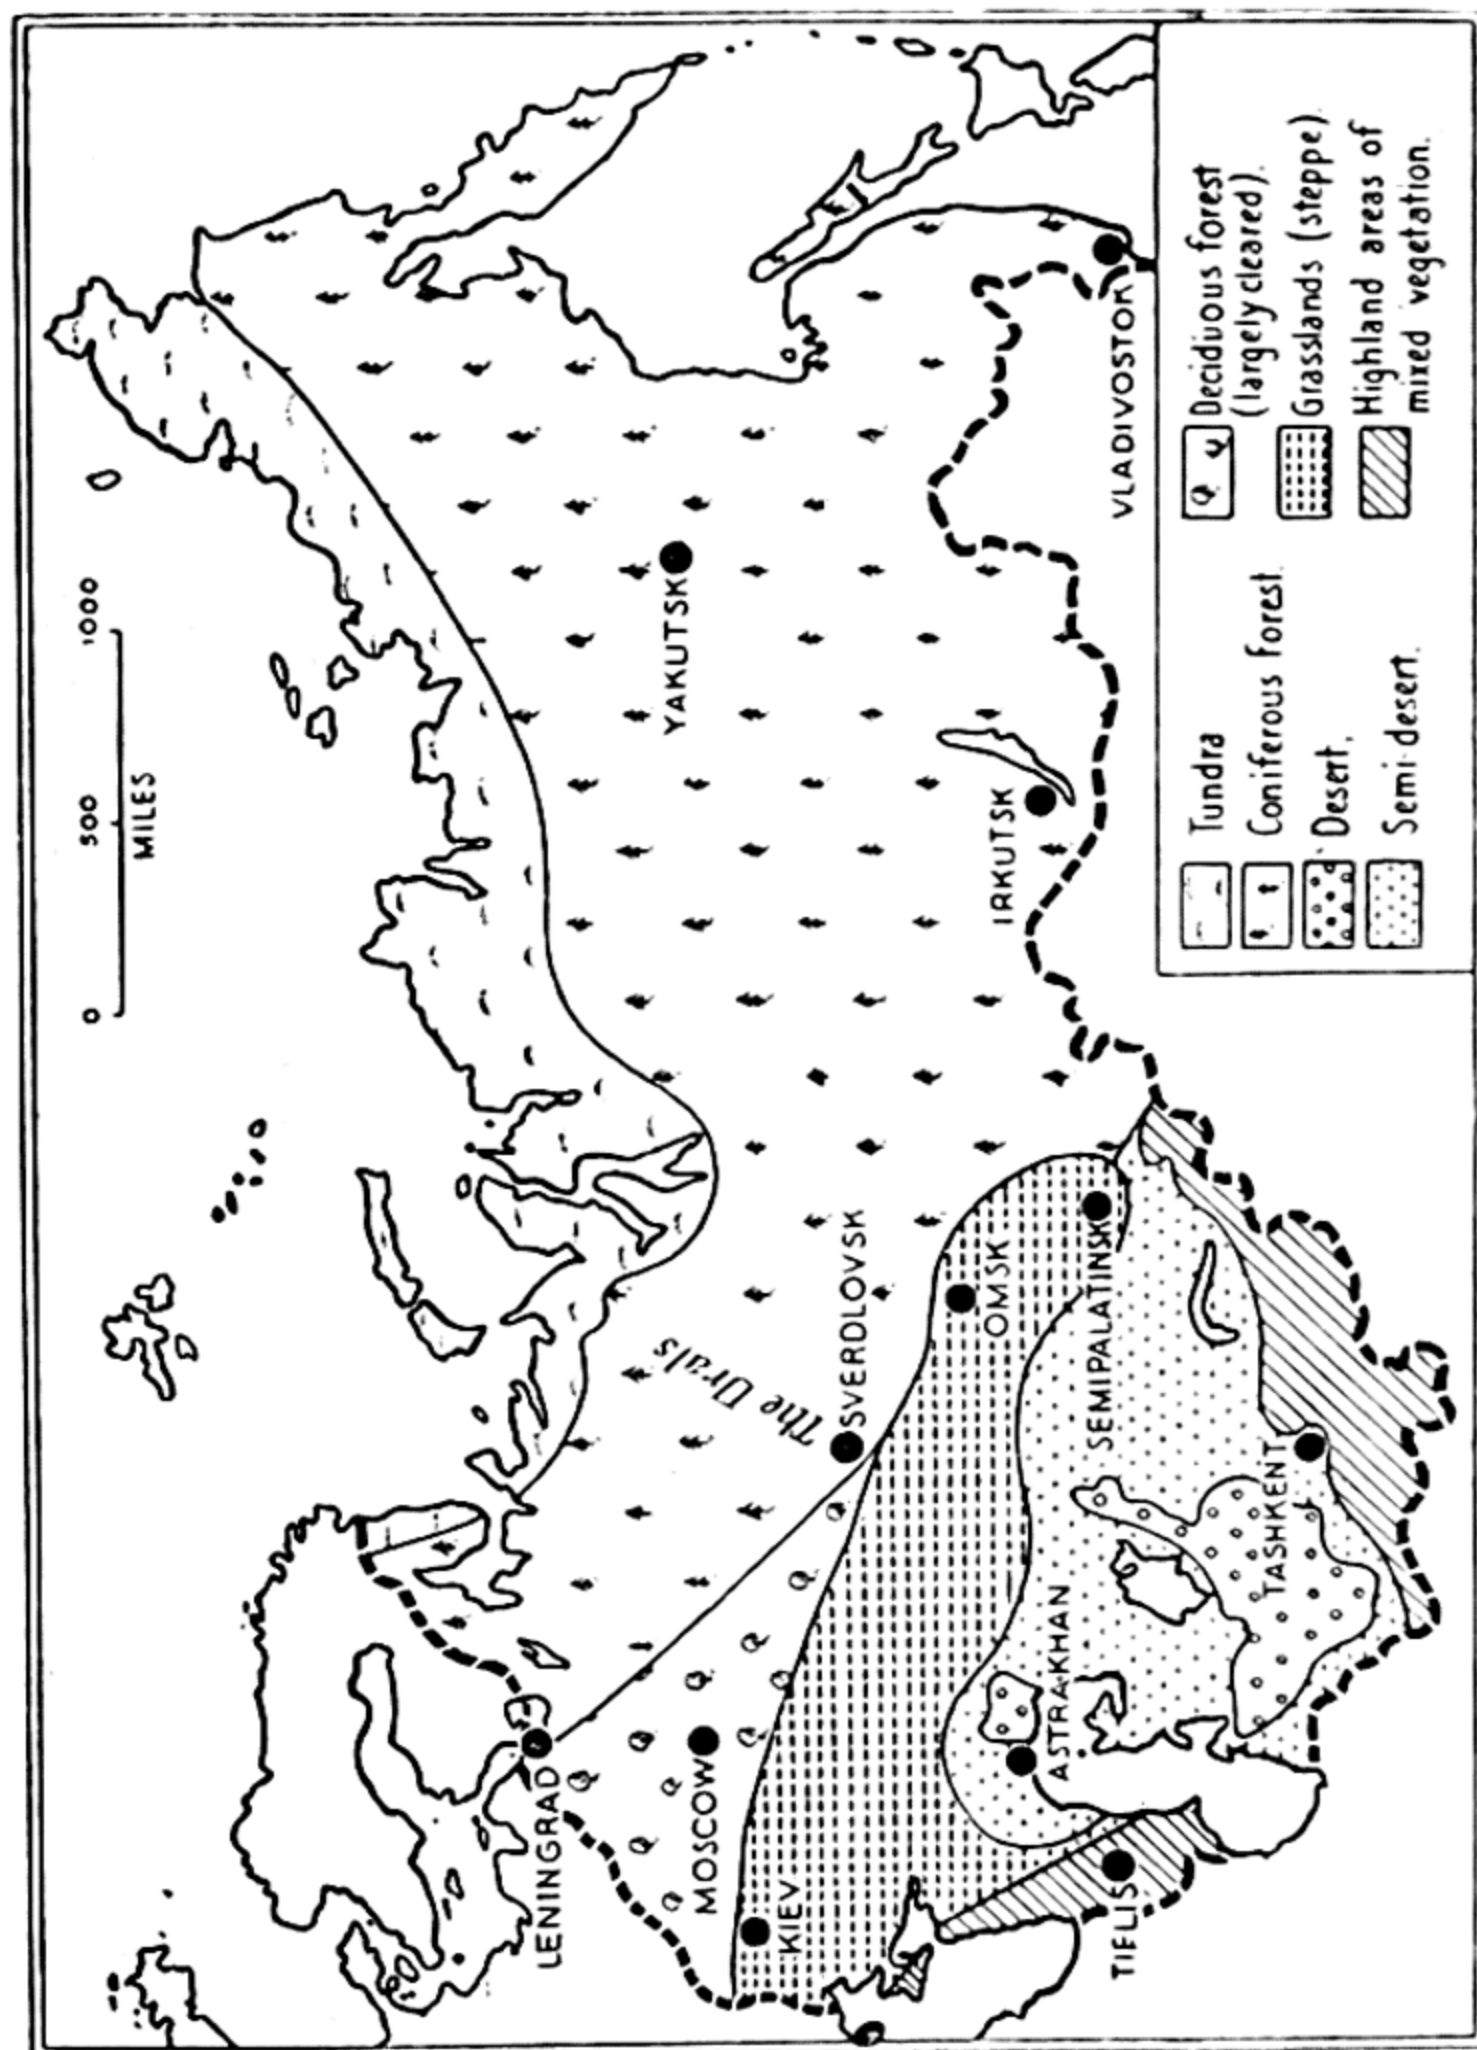 0 500 1000
MILES
YAKUTSK
The Urals
SVERDLOVSK
LENINGRAD
MOSCOW
KIEV
OMSK
SEMIPALATINSK
IRKUTSK
VLADIVOSTOK
ASTRAKHAN
TASHKENT
TIFLIS
Tundra
Coniferous Forest.
Desert.
Semi-desert.
Deciduous forest
(largely cleared).
Grasslands (steppe)
Highland areas of
mixed vegetation.